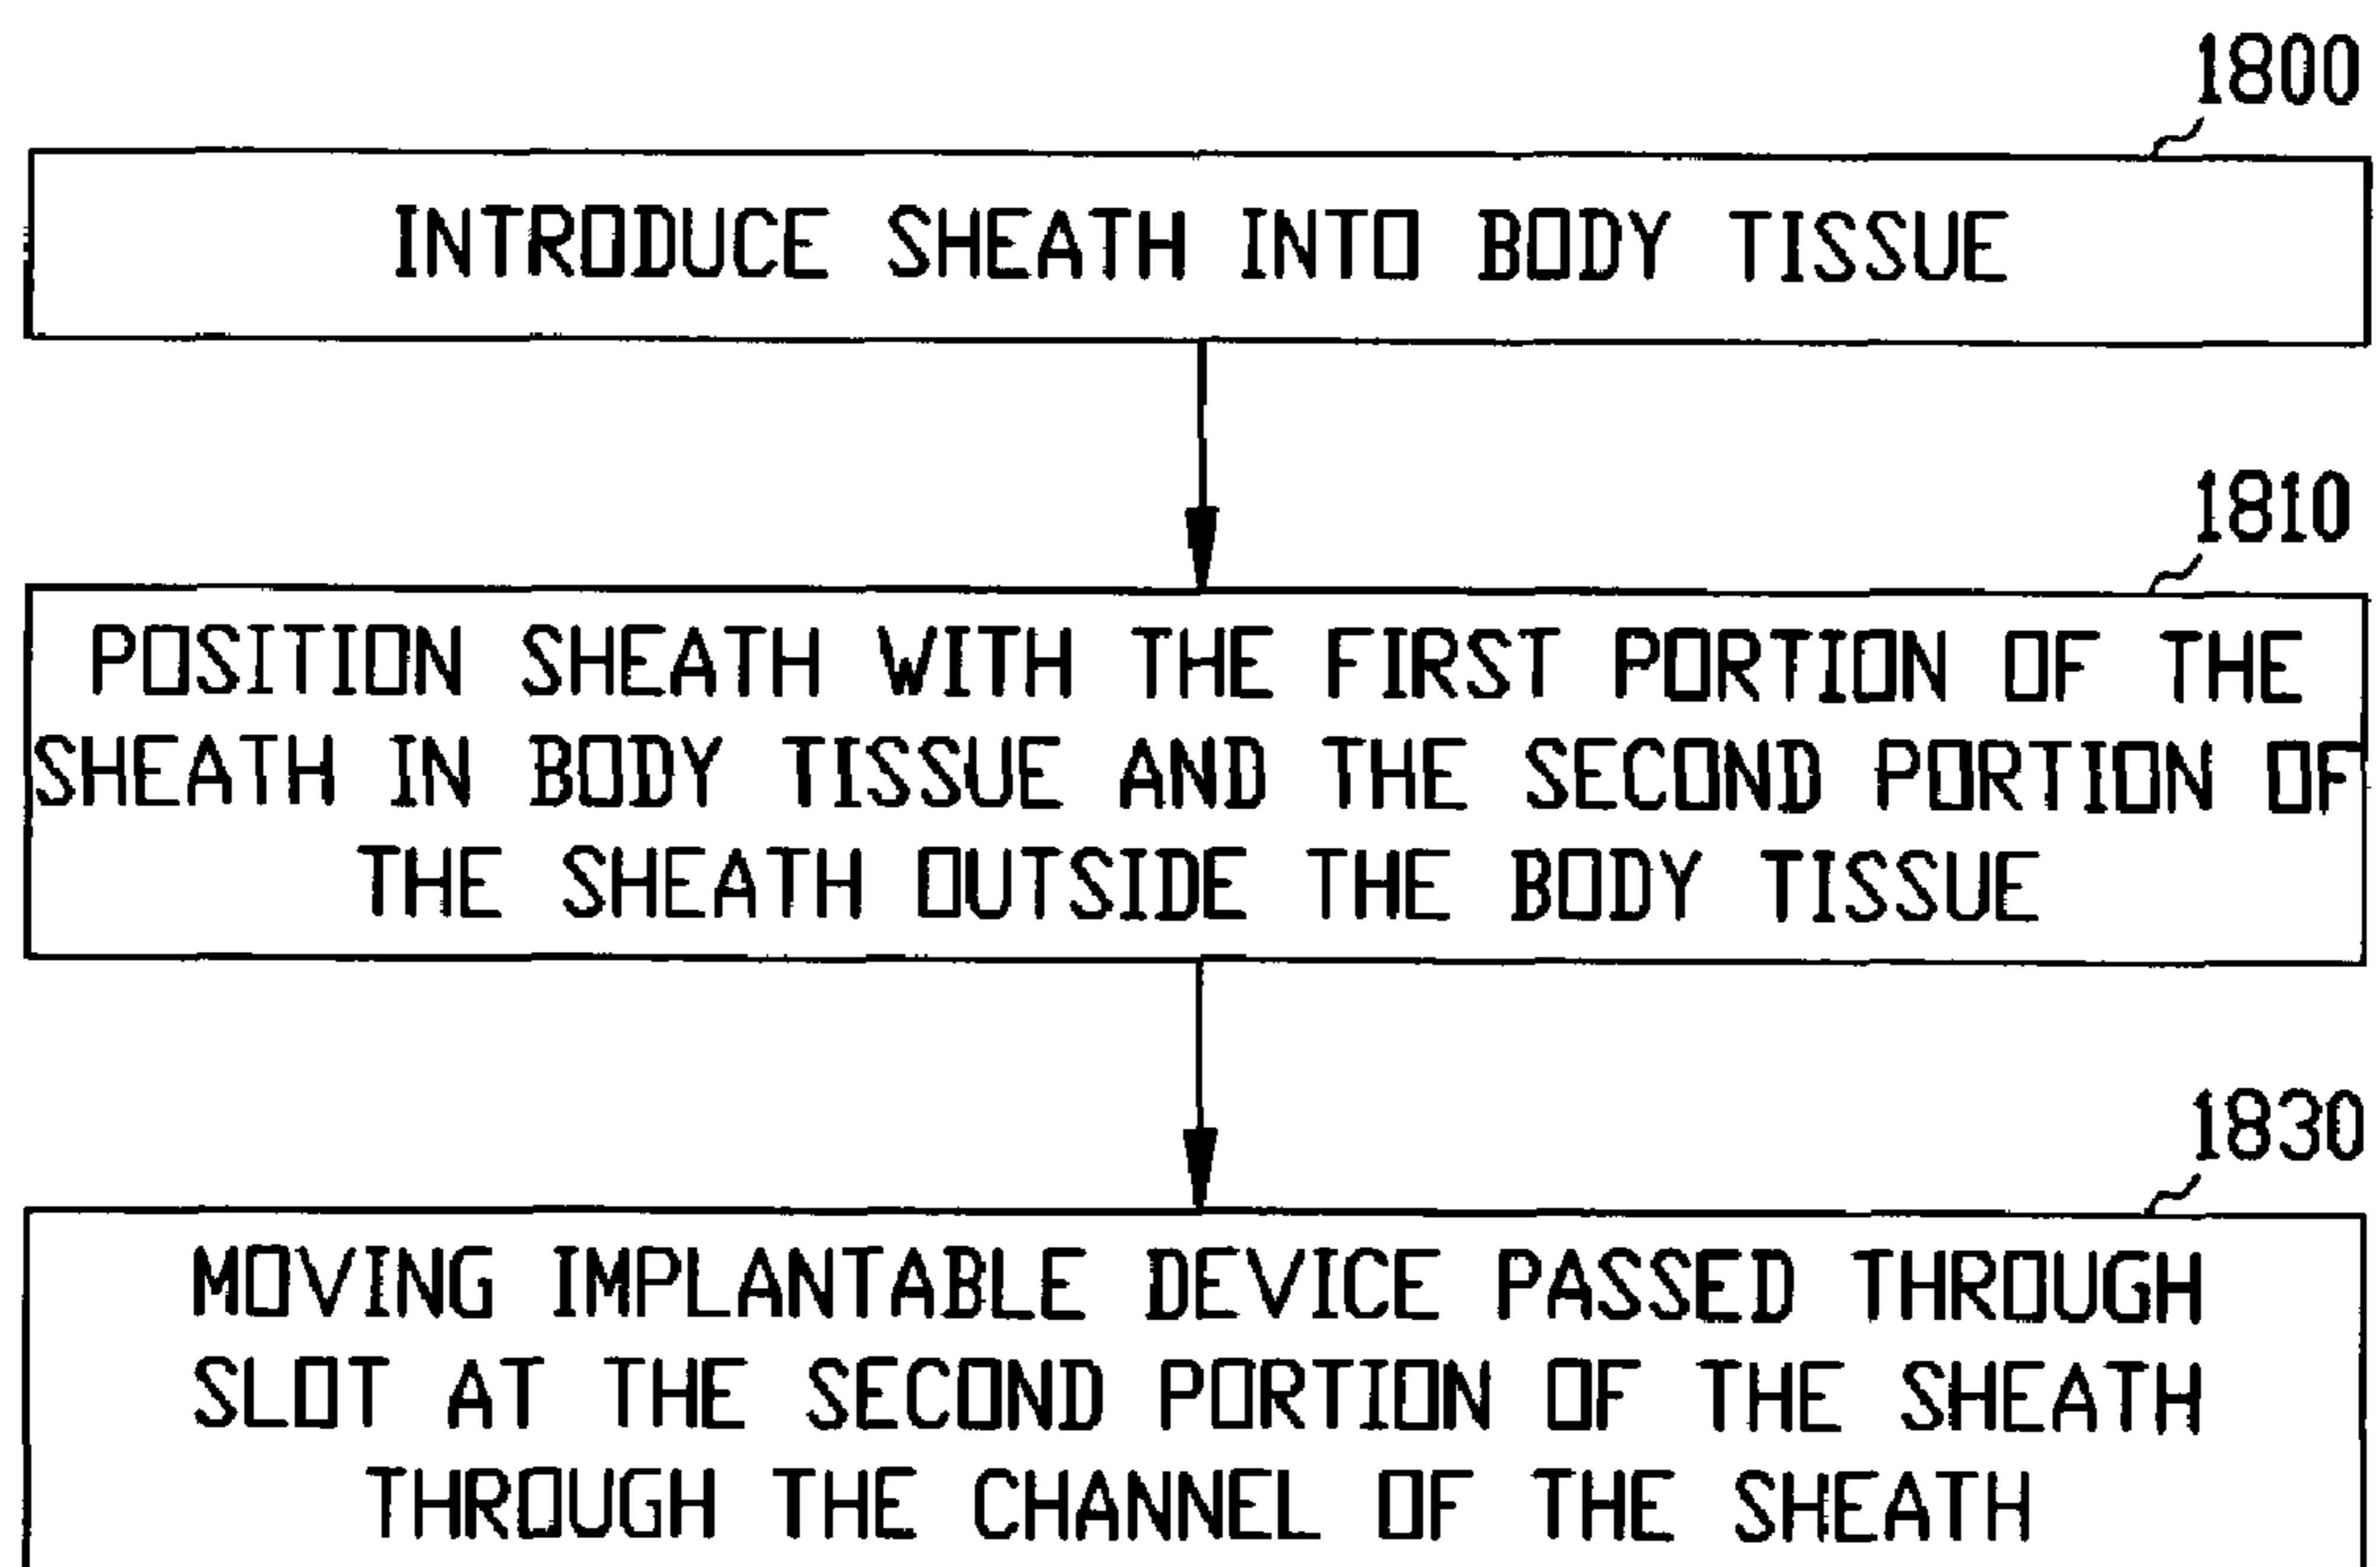 1800
INTRODUCE SHEATH INTO BODY TISSUE
1810
POSITION SHEATH WITH THE FIRST PORTION OF THE
SHEATH IN BODY TISSUE AND THE SECOND PORTION OF
THE SHEATH OUTSIDE THE BODY TISSUE
1830
MOVING IMPLANTABLE DEVICE PASSED THROUGH
SLOT AT THE SECOND PORTION OF THE SHEATH
THROUGH THE CHANNEL OF THE SHEATH